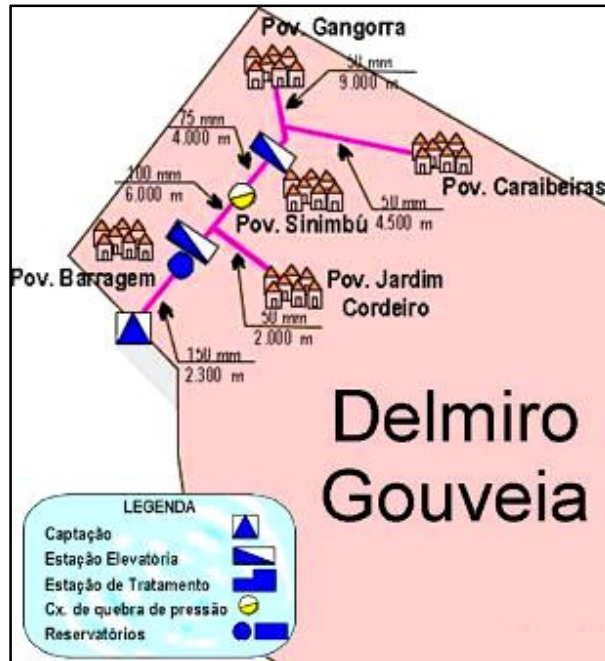 Pov. Gangorra
50 mm
9.000 m
75 mm
4.000 m
100 mm
6.000 m
Pov. Caraibeiras
50 mm
4.500 m
Pov. Sinimbú
Pov. Barragem
Pov. Jardim
Cordeiro
50 mm
2.000 m
150 mm
2.300 m
Delmiro
Gouveia
LEGENDA
Captação
Estação Elevatória
Estação de Tratamento
Cx. de quebra de pressão
Reservatórios